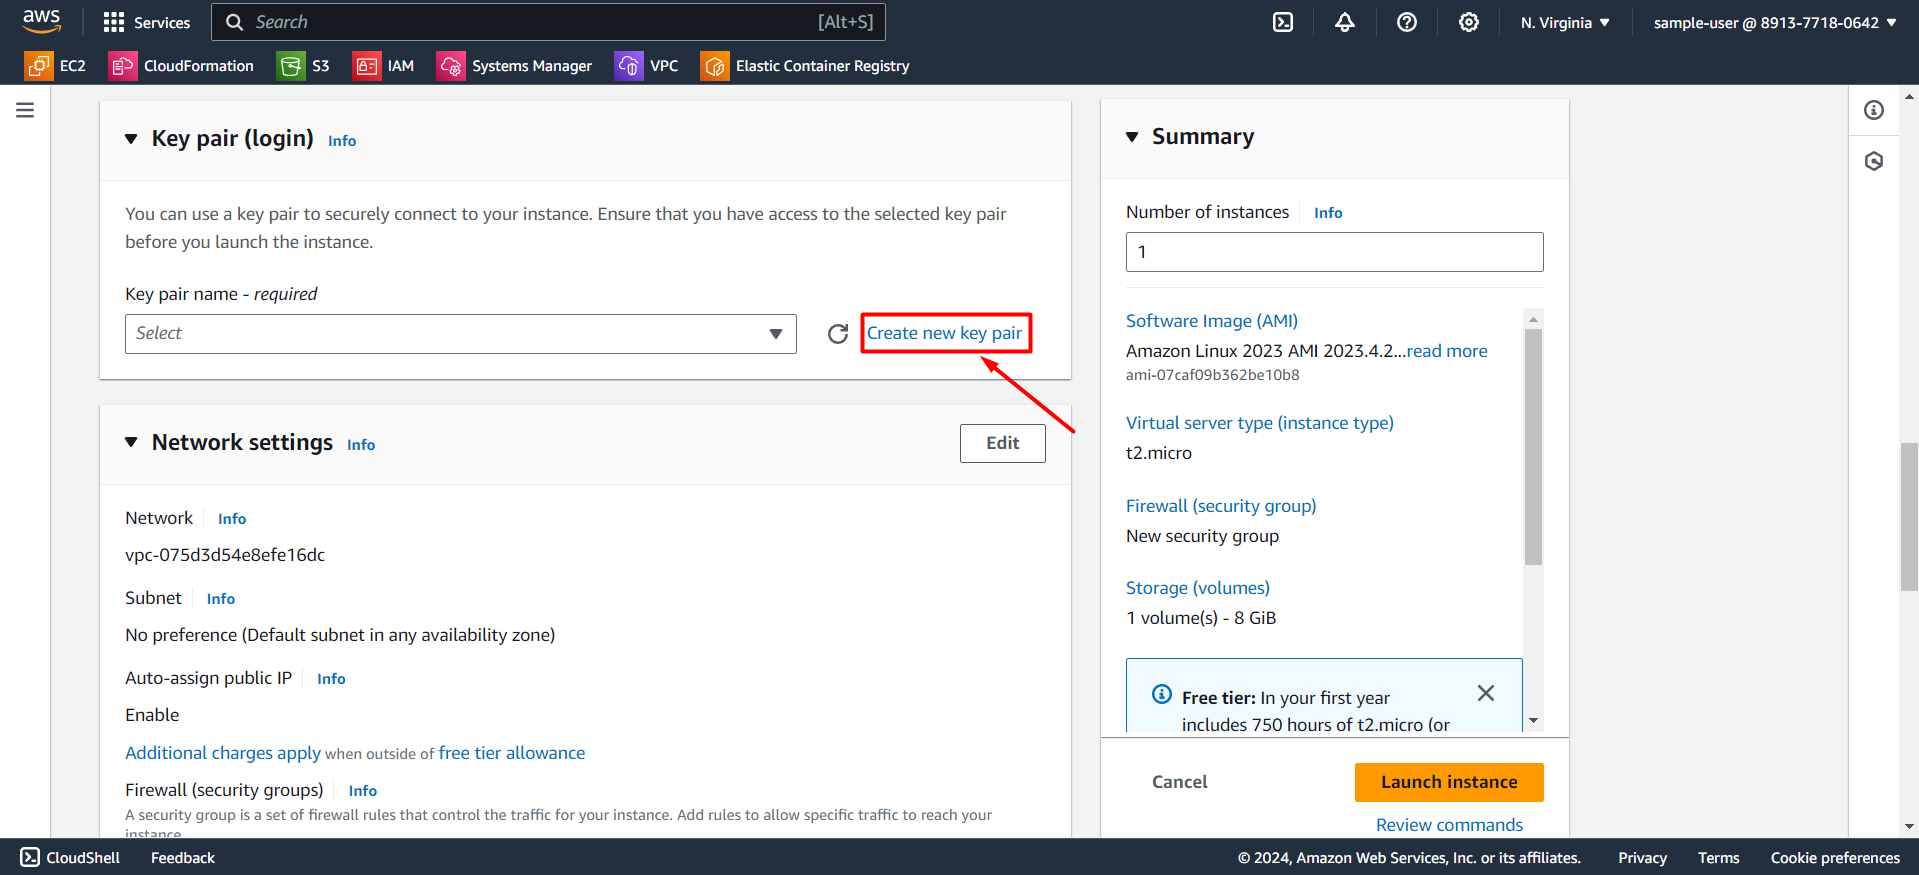 aws
Services
Search [Alt+S]
N. Virginia
sample-user @ 8913-7718-0642
EC2
CloudFormation
S3
IAM
Systems Manager
VPC
Elastic Container Registry
Key pair (login) Info
You can use a key pair to securely connect to your instance. Ensure that you have access to the selected key pair
before you launch the instance.
Key pair name - required
Select
Create new key pair
Network settings Info
Edit
Network Info
vpc-075d3d54e8efe16dc
Subnet Info
No preference (Default subnet in any availability zone)
Auto-assign public IP Info
Enable
Additional charges apply when outside of free tier allowance
Firewall (security groups) Info
A security group is a set of firewall rules that control the traffic for your instance. Add rules to allow specific traffic to reach your
instance.
Summary
Number of instances Info
1
Software Image (AMI)
Amazon Linux 2023 AMI 2023.4.2...read more
ami-07caf09b362be10b8
Virtual server type (instance type)
t2.micro
Firewall (security group)
New security group
Storage (volumes)
1 volume(s) - 8 GiB
Free tier: In your first year
includes 750 hours of t2.micro (or
Cancel
Launch instance
Review commands
CloudShell
Feedback
© 2024, Amazon Web Services, Inc. or its affiliates.
Privacy
Terms
Cookie preferences